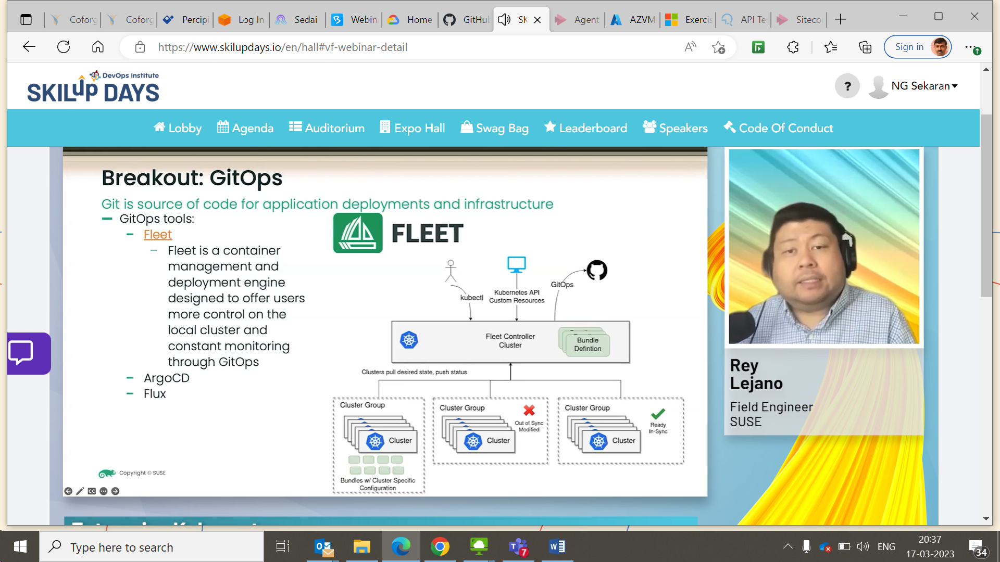 Coforg
Coforg
Percipi
Log In
Sedai
Webin
Home
GitHub
SK
Agent
AZVM
Exercis
API Te
Siteco
https://www.skilupdays.io/en/hall#vf-webinar-detail
Sign in
DevOps Institute
SKILup DAYS
?
NG Sekaran
Lobby
Agenda
Auditorium
Expo Hall
Swag Bag
Leaderboard
Speakers
Code Of Conduct
Breakout: GitOps
Git is source of code for application deployments and infrastructure
GitOps tools:
Fleet
Fleet is a container
management and
deployment engine
designed to offer users
more control on the
local cluster and
constant monitoring
through GitOps
ArgoCD
Flux
FLEET
kubectl
Kubernetes API
Custom Resources
GitOps
Fleet Controller
Cluster
Bundle
Defintion
Clusters pull desired state, push status
Cluster Group
Cluster
Bundles w/ Cluster Specific
Configuration
Cluster Group
Out of Sync
Modified
Cluster
Cluster Group
Ready
In-Sync
Cluster
Copyright © SUSE
CC
Rey
Lejano
Field Engineer
SUSE
Type here to search
7
ENG
20:37
17-03-2023
34